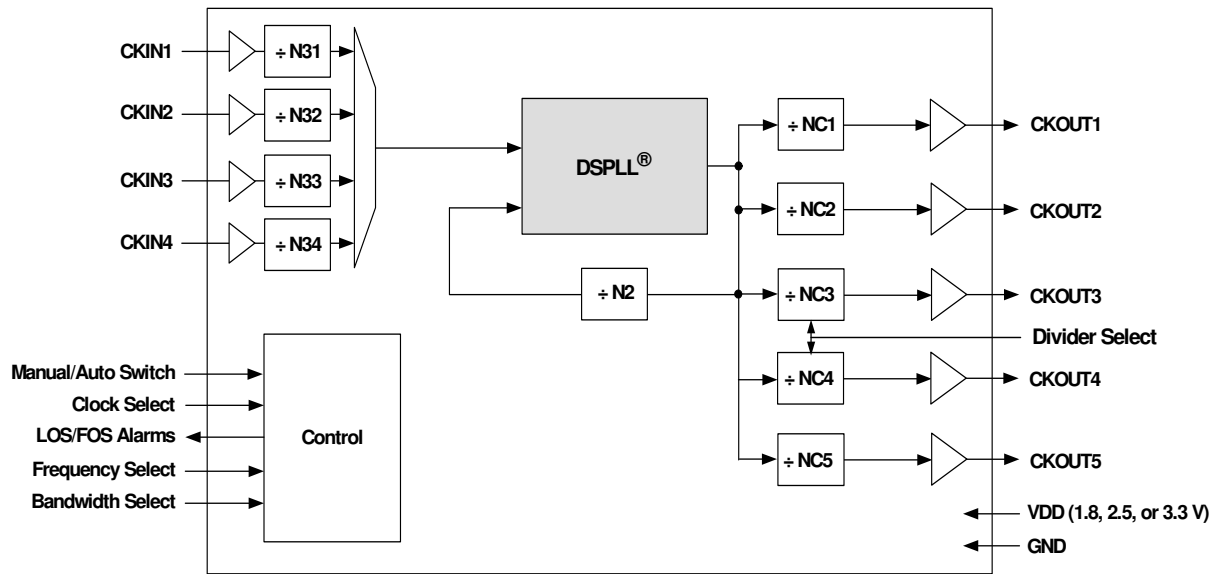 CKIN1
÷ N31
CKIN2
÷ N32
CKIN3
÷ N33
CKIN4
÷ N34
DSPLL®
÷ N2
÷ NC1
CKOUT1
÷ NC2
CKOUT2
÷ NC3
CKOUT3
Divider Select
÷ NC4
CKOUT4
÷ NC5
CKOUT5
VDD (1.8, 2.5, or 3.3 V)
GND
Manual/Auto Switch
Clock Select
LOS/FOS Alarms
Frequency Select
Bandwidth Select
Control